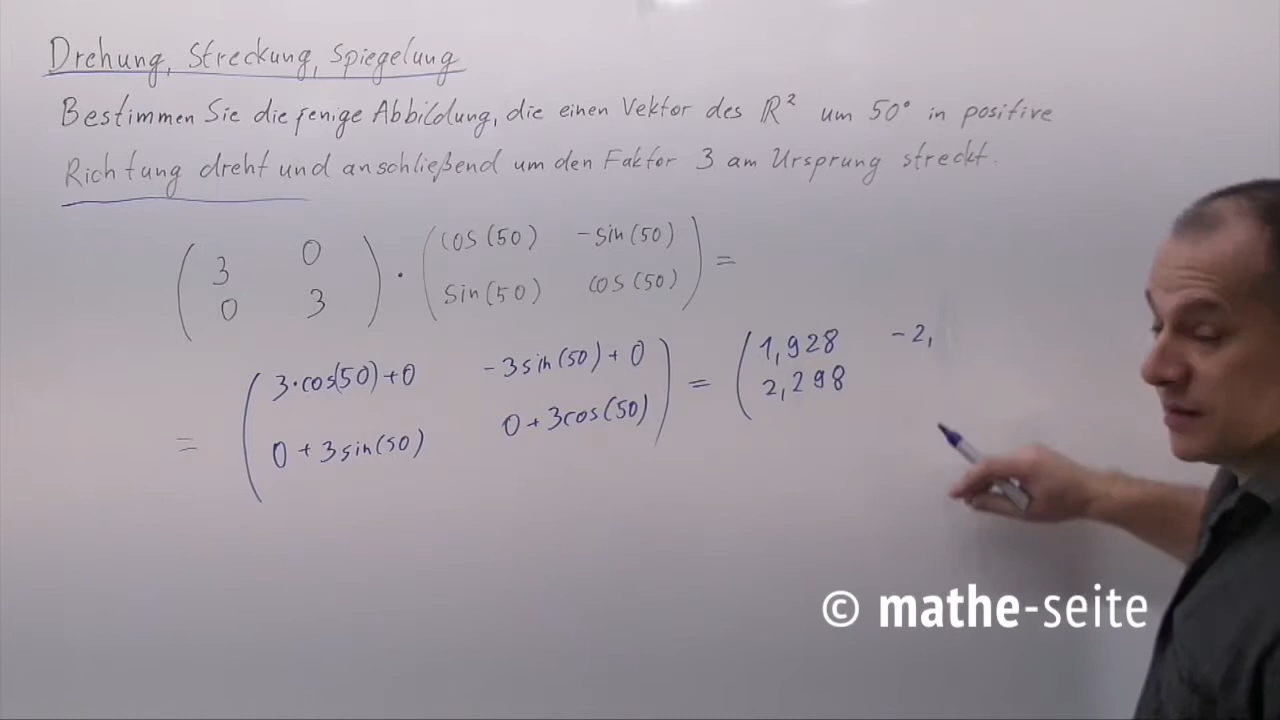 Drehung, Streckung, Spiegelung
Bestimmen Sie diejenige Abbildung, die einen Vektor des ℝ² um 50° in positive
Richtung dreht und anschließend um den Faktor 3 am Ursprung streckt.
3 0 · cos(50) -sin(50) =
0 3 sin(50) cos(50)
= 3·cos(50)+0 -3sin(50)+0 = 1,928 -2,
0+3sin(50) 0+3cos(50) 2,298
© mathe-seite